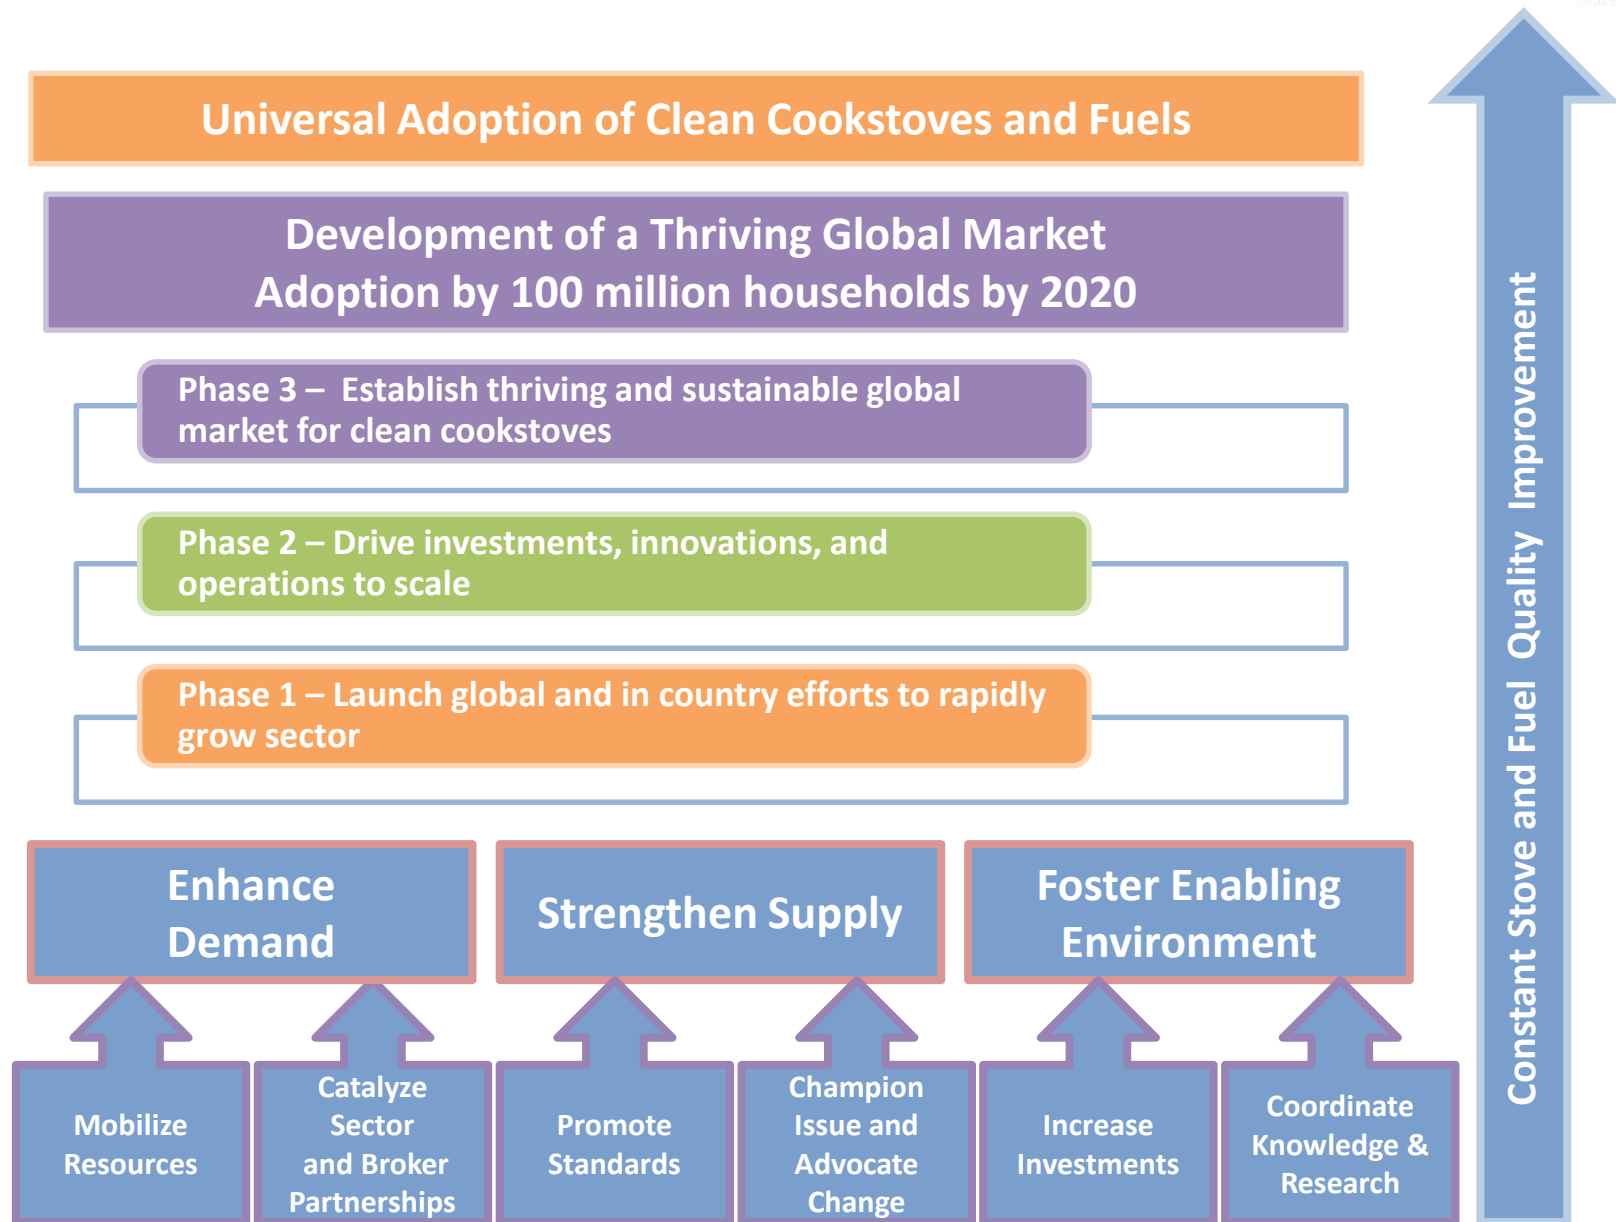 Universal Adoption of Clean Cookstoves and Fuels
Development of a Thriving Global Market
Adoption by 100 million households by 2020
Phase 3 – Establish thriving and sustainable global
market for clean cookstoves
Phase 2 – Drive investments, innovations, and
operations to scale
Phase 1 – Launch global and in country efforts to rapidly
grow sector
Enhance
Demand
Strengthen Supply
Foster Enabling
Environment
Mobilize
Resources
Catalyze
Sector
and Broker
Partnerships
Promote
Standards
Champion
Issue and
Advocate
Change
Increase
Investments
Coordinate
Knowledge &
Research
Constant Stove and Fuel Quality Improvement